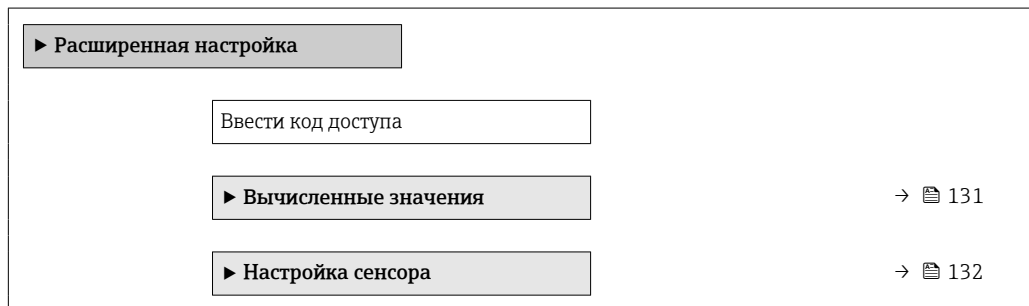 ▶ Расширенная настройка
Ввести код доступа
▶ Вычисленные значения → 131
▶ Настройка сенсора → 132